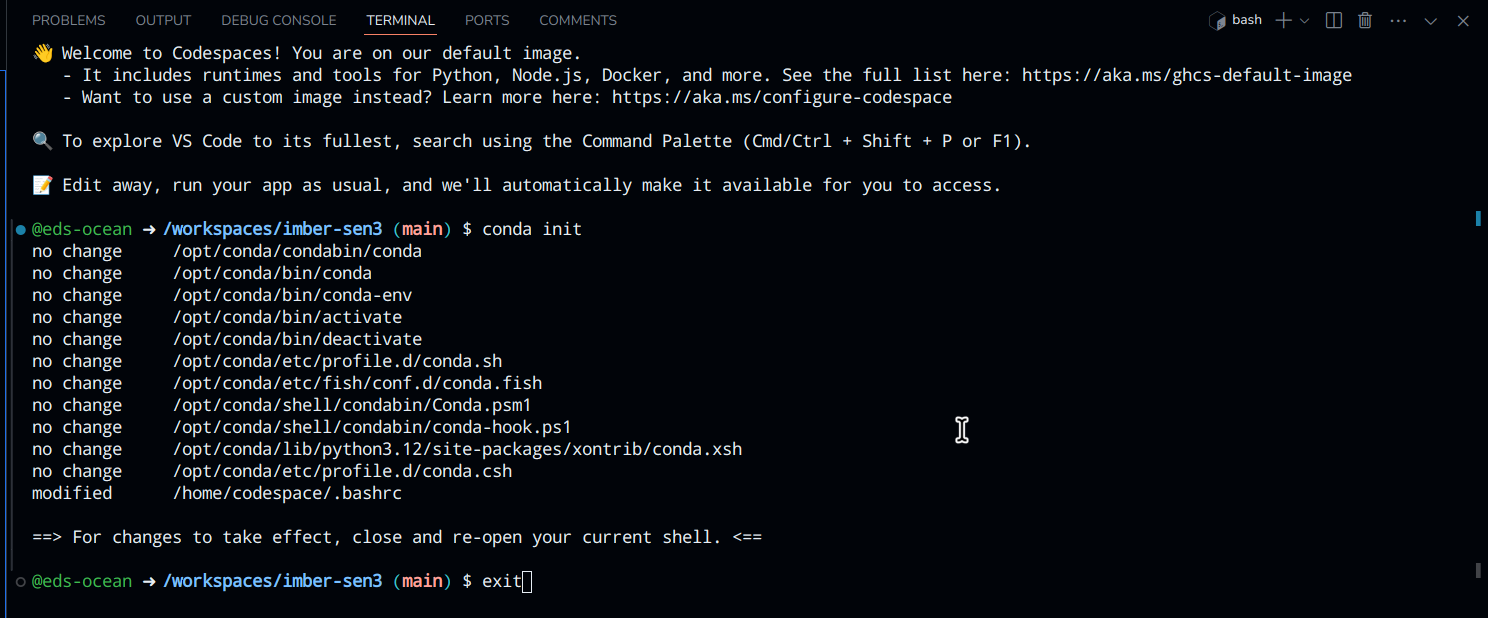 PROBLEMS OUTPUT DEBUG CONSOLE TERMINAL PORTS COMMENTS bash
👋 Welcome to Codespaces! You are on our default image.
- It includes runtimes and tools for Python, Node.js, Docker, and more. See the full list here: https://aka.ms/ghcs-default-image
- Want to use a custom image instead? Learn more here: https://aka.ms/configure-codespace
🔍 To explore VS Code to its fullest, search using the Command Palette (Cmd/Ctrl + Shift + P or F1).
📝 Edit away, run your app as usual, and we'll automatically make it available for you to access.
@eds-ocean ➜ /workspaces/imber-sen3 (main) $ conda init
no change /opt/conda/condabin/conda
no change /opt/conda/bin/conda
no change /opt/conda/bin/conda-env
no change /opt/conda/bin/activate
no change /opt/conda/bin/deactivate
no change /opt/conda/etc/profile.d/conda.sh
no change /opt/conda/etc/fish/conf.d/conda.fish
no change /opt/conda/shell/condabin/Conda.psm1
no change /opt/conda/shell/condabin/conda-hook.ps1
no change /opt/conda/lib/python3.12/site-packages/xontrib/conda.xsh
no change /opt/conda/etc/profile.d/conda.csh
modified /home/codespace/.bashrc
==> For changes to take effect, close and re-open your current shell. <==
@eds-ocean ➜ /workspaces/imber-sen3 (main) $ exit